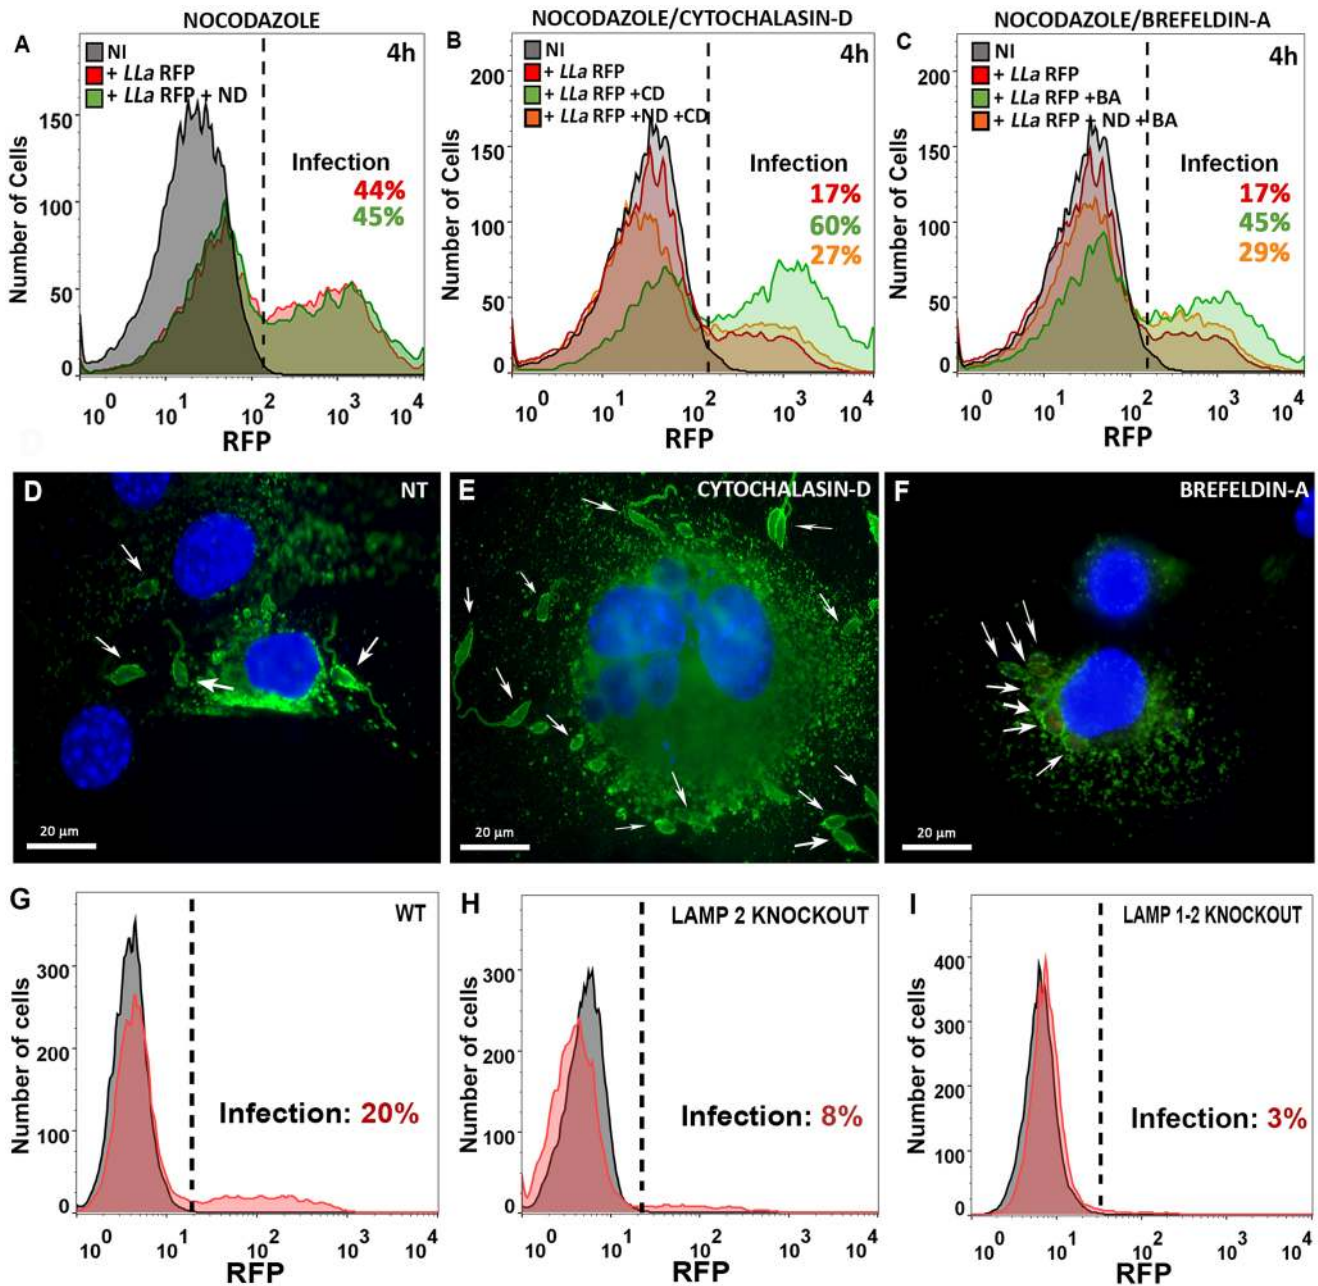 NOCODAZOLE
A
4h
NI
+ LLa RFP
+ LLa RFP + ND
Infection
44%
45%
Number of Cells
150
100
50
0
10^0 10^1 10^2 10^3 10^4
RFP
NOCODAZOLE/CYTOCHALASIN-D
B
4h
NI
+ LLa RFP
+ LLa RFP +CD
+ LLa RFP +ND +CD
Infection
17%
60%
27%
Number of Cells
200
150
100
50
0
10^0 10^1 10^2 10^3 10^4
RFP
NOCODAZOLE/BREFELDIN-A
C
4h
NI
+ LLa RFP
+ LLa RFP +BA
+ LLa RFP + ND + BA
Infection
17%
45%
29%
Number of Cells
200
150
100
50
0
10^0 10^1 10^2 10^3 10^4
RFP
D
NT
20 µm
E
CYTOCHALASIN-D
20 µm
F
BREFELDIN-A
20 µm
G
WT
Infection: 20%
Number of cells
300
200
100
0
10^0 10^1 10^2 10^3 10^4
RFP
H
LAMP 2 KNOCKOUT
Infection: 8%
Number of cells
300
200
100
0
10^0 10^1 10^2 10^3 10^4
RFP
I
LAMP 1-2 KNOCKOUT
Infection: 3%
Number of cells
400
300
200
100
0
10^0 10^1 10^2 10^3 10^4
RFP